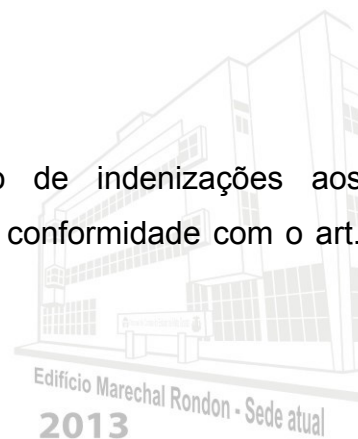 o de indenizações aos
conformidade com o art.
Edifício Marechal Rondon - Sede atual
2013